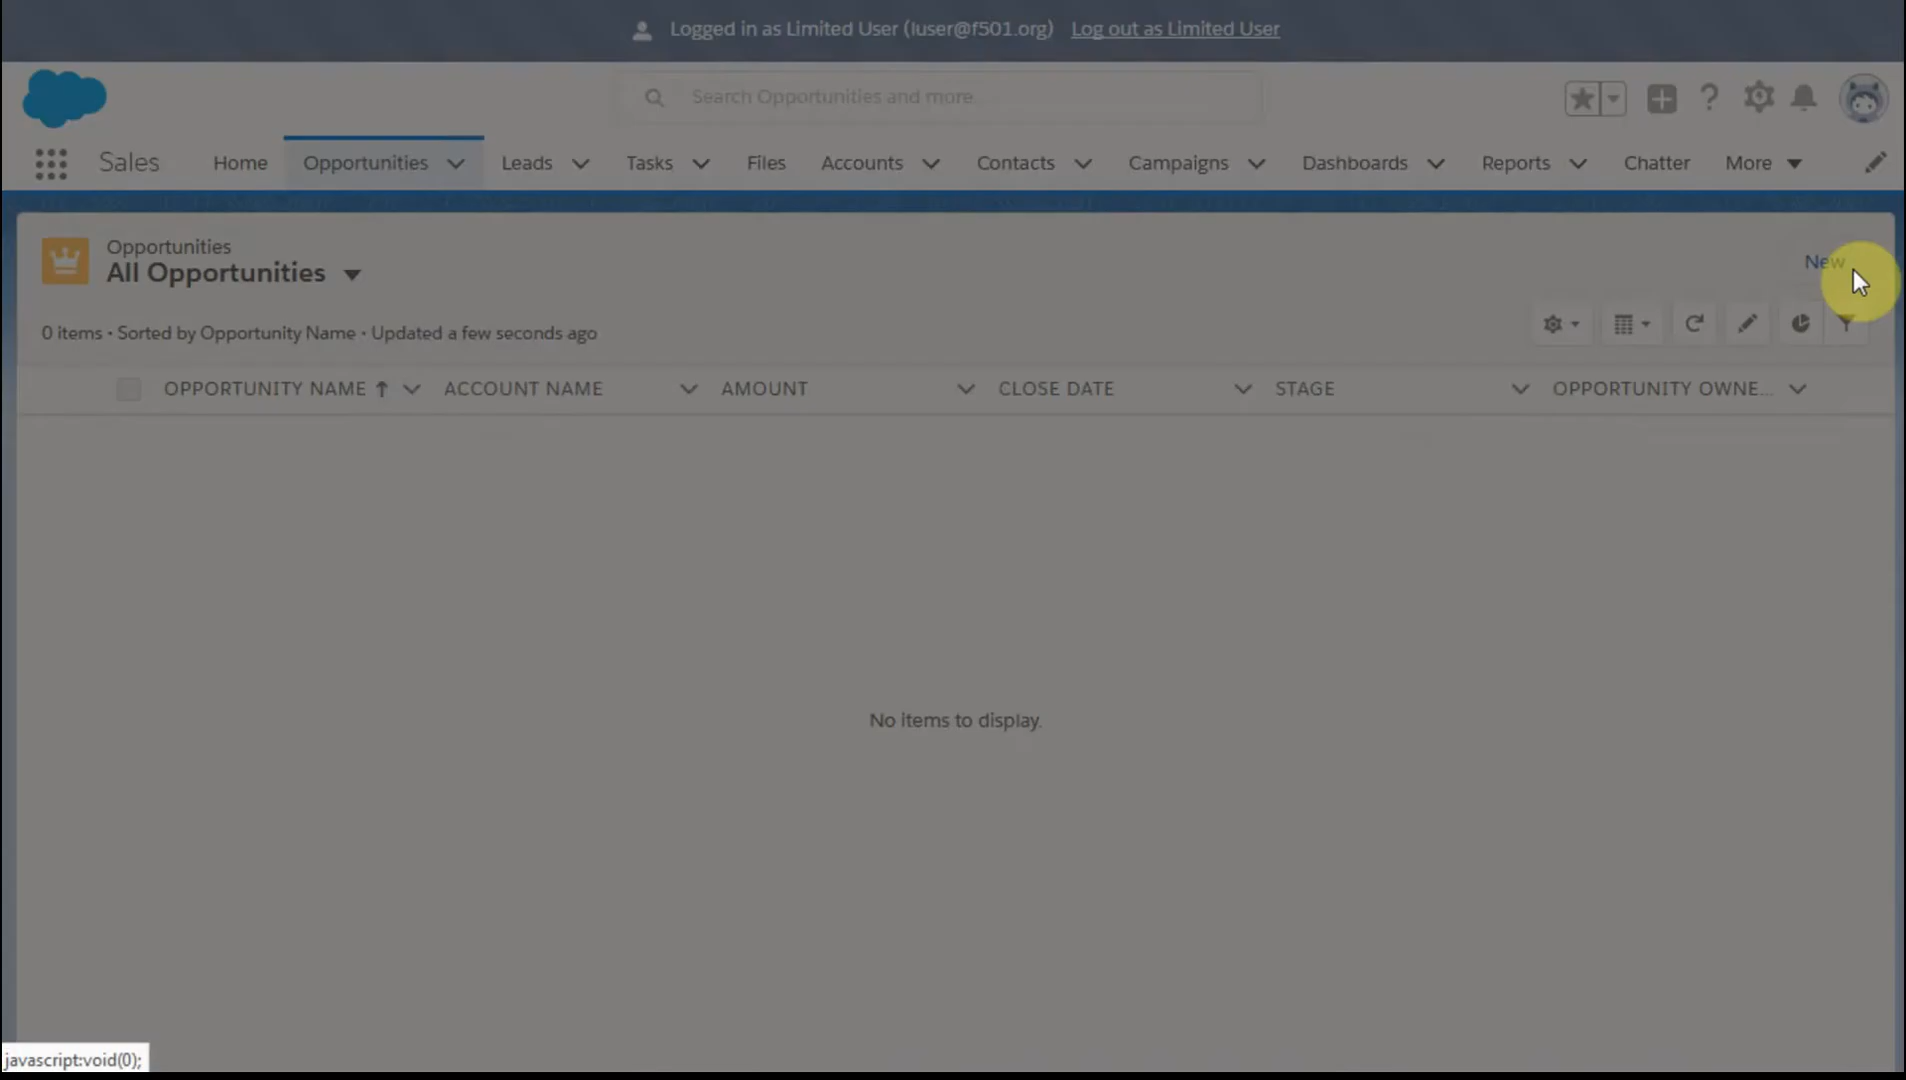 Logged in as Limited User (luser@f501.org) Log out as Limited User
Search Opportunities and more...
Sales Home Opportunities Leads Tasks Files Accounts Contacts Campaigns Dashboards Reports Chatter More
Opportunities
All Opportunities
New
0 items • Sorted by Opportunity Name • Updated a few seconds ago
OPPORTUNITY NAME ACCOUNT NAME AMOUNT CLOSE DATE STAGE OPPORTUNITY OWNE...
No items to display.
javascript:void(0);